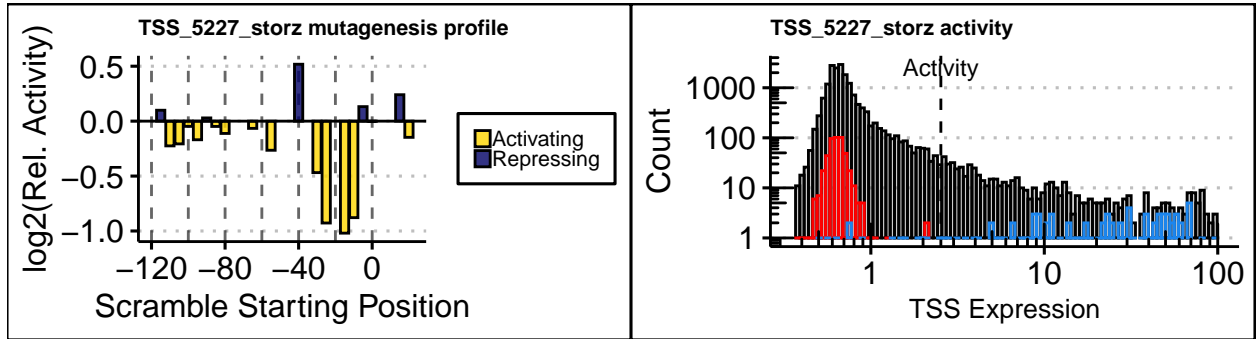 TSS_5227_storz mutagenesis profile
log2(Rel. Activity)
0.5
0.0
−0.5
−1.0
−120 −80 −40 0
Scramble Starting Position
Activating
Repressing
TSS_5227_storz activity
Activity
Count
1000
100
10
1
1 10 100
TSS Expression